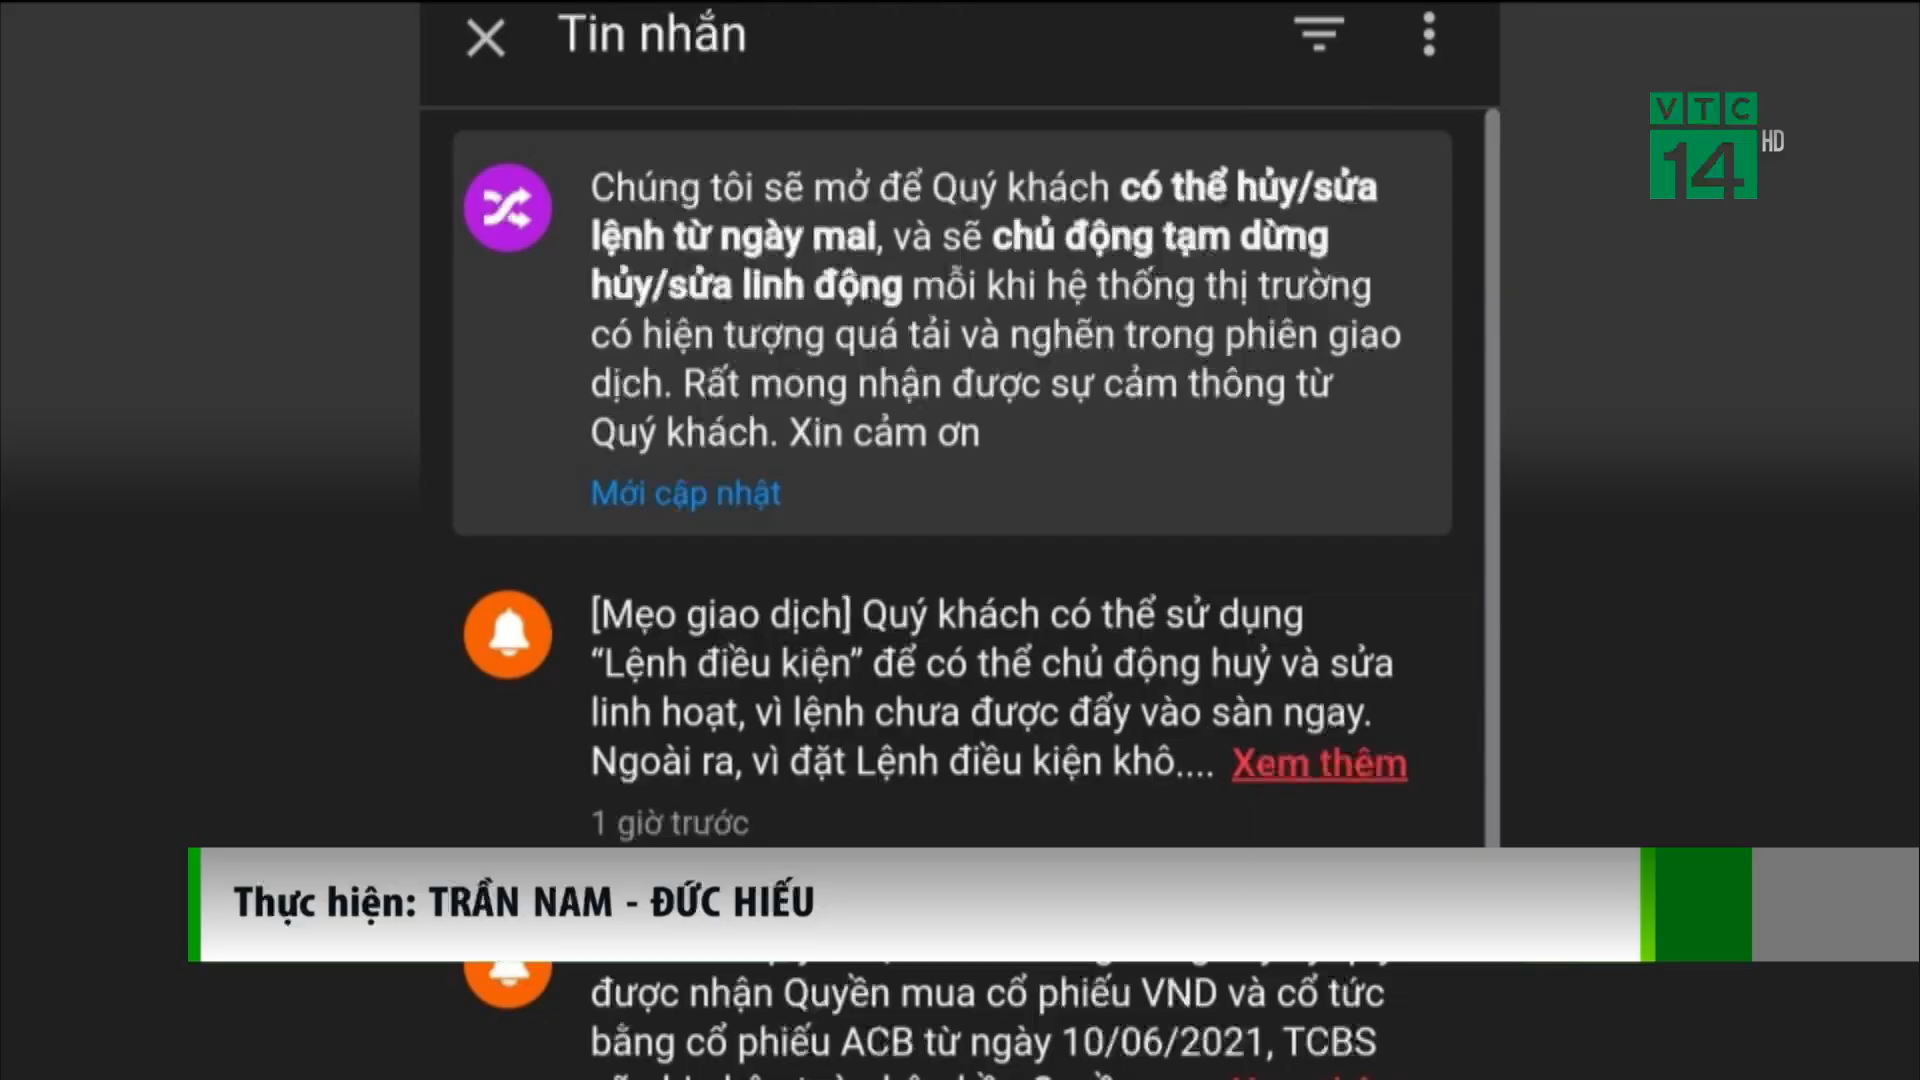 Tin nhắn
VTC
14 HD
Chúng tôi sẽ mở để Quý khách có thể hủy/sửa
lệnh từ ngày mai, và sẽ chủ động tạm dừng
hủy/sửa linh động mỗi khi hệ thống thị trường
có hiện tượng quá tải và nghẽn trong phiên giao
dịch. Rất mong nhận được sự cảm thông từ
Quý khách. Xin cảm ơn
Mới cập nhật
[Mẹo giao dịch] Quý khách có thể sử dụng
“Lệnh điều kiện” để có thể chủ động huỷ và sửa
linh hoạt, vì lệnh chưa được đẩy vào sàn ngay.
Ngoài ra, vì đặt Lệnh điều kiện khô.... Xem thêm
1 giờ trước
Thực hiện: TRẦN NAM - ĐỨC HIẾU
được nhận Quyền mua cổ phiếu VND và cổ tức
bằng cổ phiếu ACB từ ngày 10/06/2021, TCBS